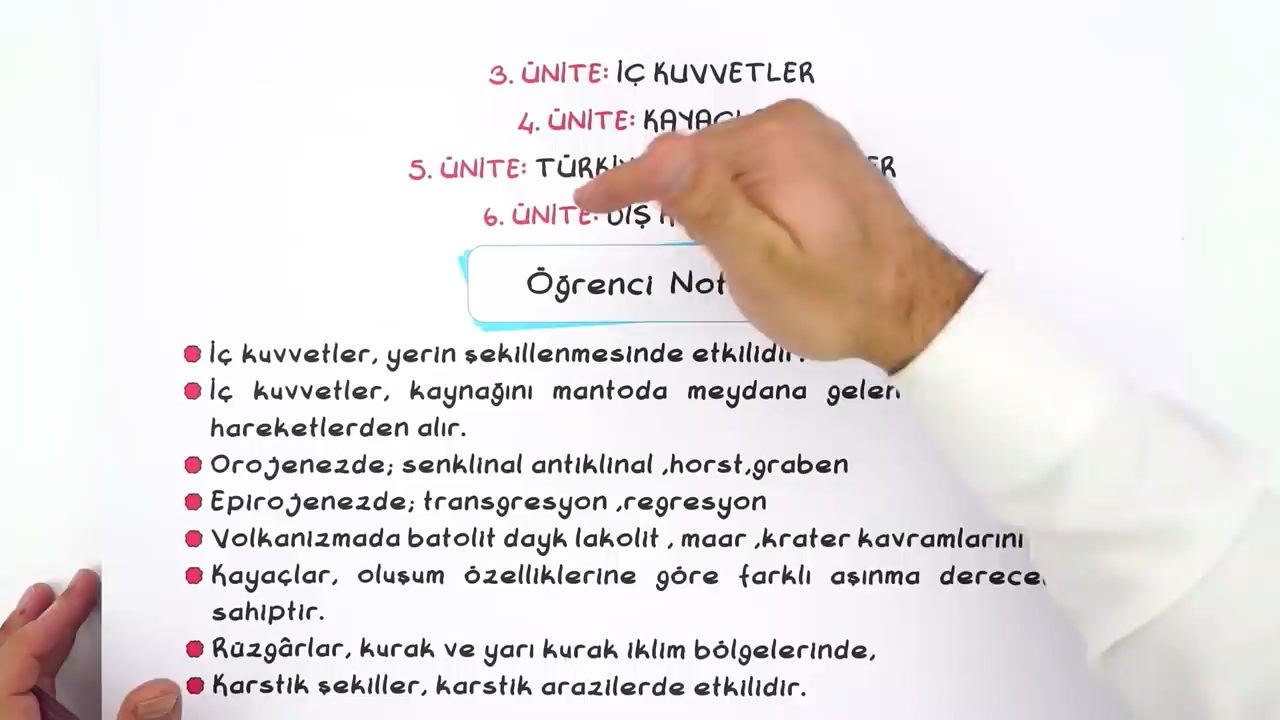 3. ÜNİTE: İÇ KUVVETLER
4. ÜNİTE:
5. ÜNİTE:
6. ÜNİTE: DIŞ
Öğrenci
İç kuvvetler, yerin şekillenmesinde etkilidir.
İç kuvvetler, kaynağını mantoda meydana gelen
hareketlerden alır.
Orojenezde; senklinal antiklinal ,horst,graben
Epirojenezde; transgresyon ,regresyon
Volkanizmada batolit dayk lakolit , maar ,krater kavramlarını
Kayaçlar, oluşum özelliklerine göre farklı aşınma
sahiptir.
Rüzgârlar, kurak ve yarı kurak iklim bölgelerinde,
Karstik şekiller, karstik arazilerde etkilidir.